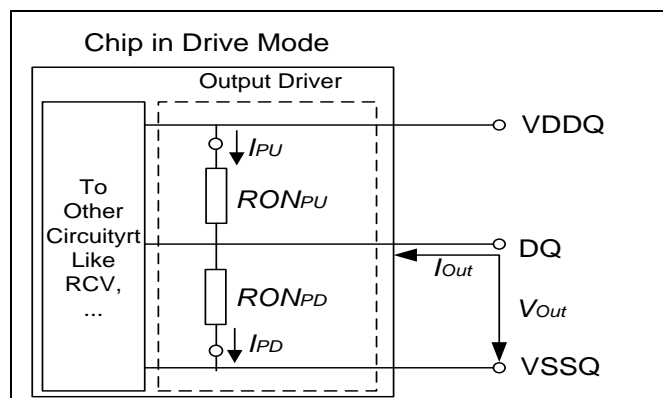 Chip in Drive Mode
Output Driver
To
Other
Circuityrt
Like
RCV,
...
IPU
RONPU
RONPD
IPD
VDDQ
DQ
IOut
VOut
VSSQ